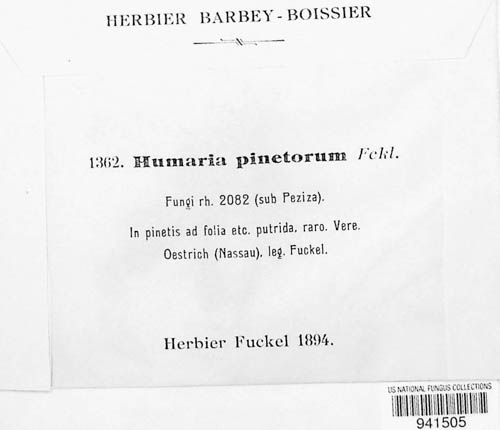 HERBIER BARBEY-BOISSIER
1362. Humaria pinetorum Fckl.
Fungi rh. 2082 (sub Peziza).
In pinetis ad folia etc. putrida, raro. Vere.
Oestrich (Nassau), leg. Fuckel.
Herbier Fuckel 1894.
US NATIONAL FUNGUS COLLECTIONS
941505